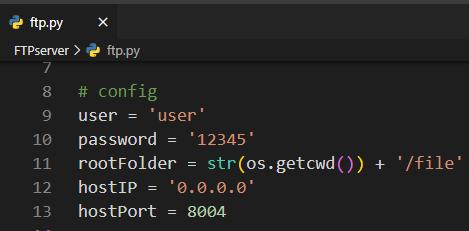 ftp.py
FTPserver > ftp.py
7
8 # config
9 user = 'user'
10 password = '12345'
11 rootFolder = str(os.getcwd()) + '/file'
12 hostIP = '0.0.0.0'
13 hostPort = 8004